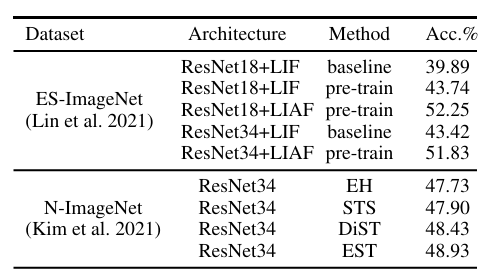 Dataset Architecture Method Acc.%
ES-ImageNet (Lin et al. 2021)
ResNet18+LIF baseline 39.89
ResNet18+LIF pre-train 43.74
ResNet18+LIAF pre-train 52.25
ResNet34+LIF baseline 43.42
ResNet34+LIAF pre-train 51.83
N-ImageNet (Kim et al. 2021)
ResNet34 EH 47.73
ResNet34 STS 47.90
ResNet34 DiST 48.43
ResNet34 EST 48.93